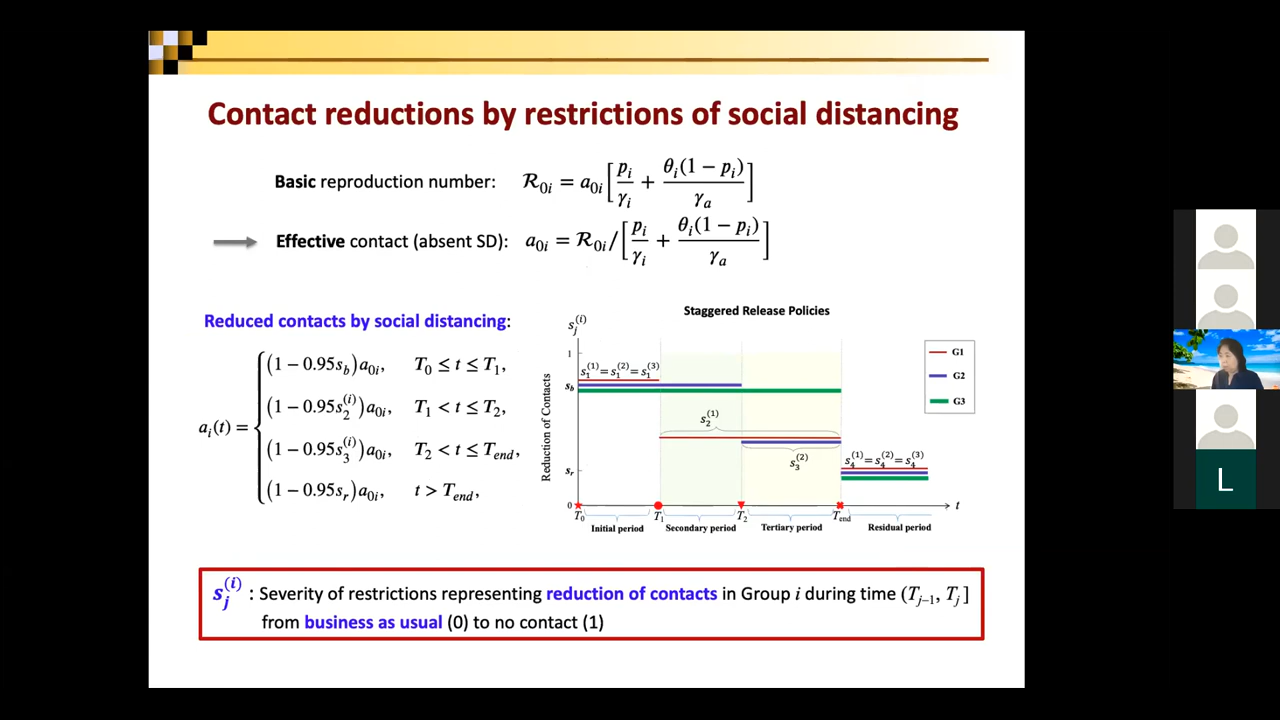 Contact reductions by restrictions of social distancing
Basic reproduction number: ℛ₀ᵢ = a₀ᵢ[pᵢ/γᵢ + θᵢ(1 − pᵢ)/γₐ]
Effective contact (absent SD): a₀ᵢ = ℛ₀ᵢ/[pᵢ/γᵢ + θᵢ(1 − pᵢ)/γₐ]
Reduced contacts by social distancing:
aᵢ(t) = {
(1 − 0.95s_b)a₀ᵢ, T₀ ≤ t ≤ T₁,
(1 − 0.95s₂⁽ⁱ⁾)a₀ᵢ, T₁ < t ≤ T₂,
(1 − 0.95s₃⁽ⁱ⁾)a₀ᵢ, T₂ < t ≤ T_end,
(1 − 0.95s_r)a₀ᵢ, t > T_end,
Staggered Release Policies
s_j⁽ⁱ⁾
Reduction of Contacts
1
s_b
s_r
0
s₁⁽¹⁾=s₁⁽²⁾=s₁⁽³⁾
s₂⁽¹⁾
s₃⁽²⁾
s₄⁽¹⁾=s₄⁽²⁾=s₄⁽³⁾
G1
G2
G3
T₀ T₁ T₂ T_end t
Initial period Secondary period Tertiary period Residual period
s_j⁽ⁱ⁾ : Severity of restrictions representing reduction of contacts in Group i during time (T_{j−1}, T_j]
from business as usual (0) to no contact (1)
L